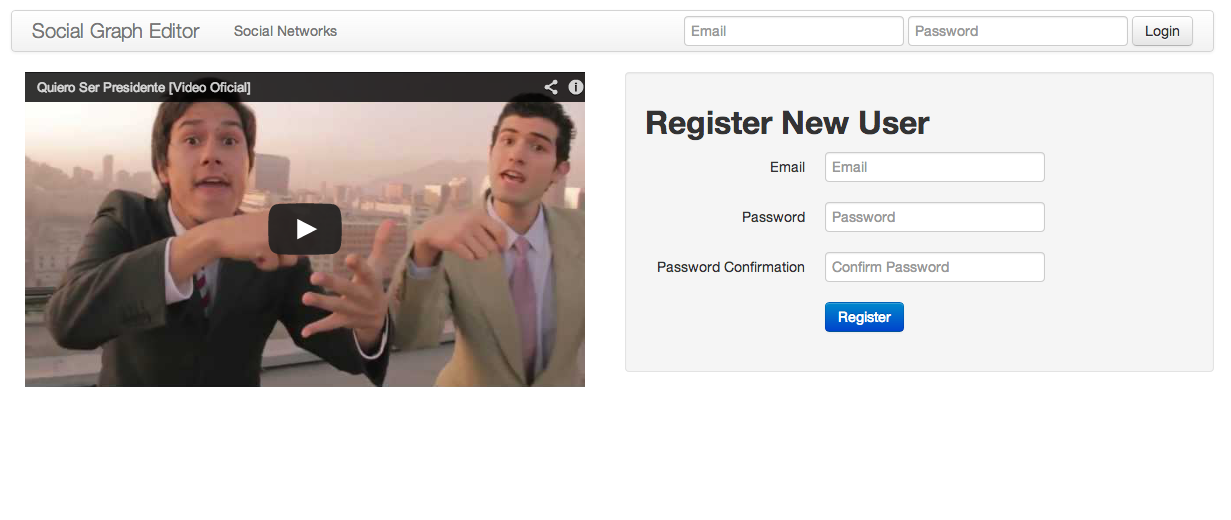 Social Graph Editor Social Networks Email Password Login
Quiero Ser Presidente [Video Oficial]
Register New User
Email Email
Password Password
Password Confirmation Confirm Password
Register